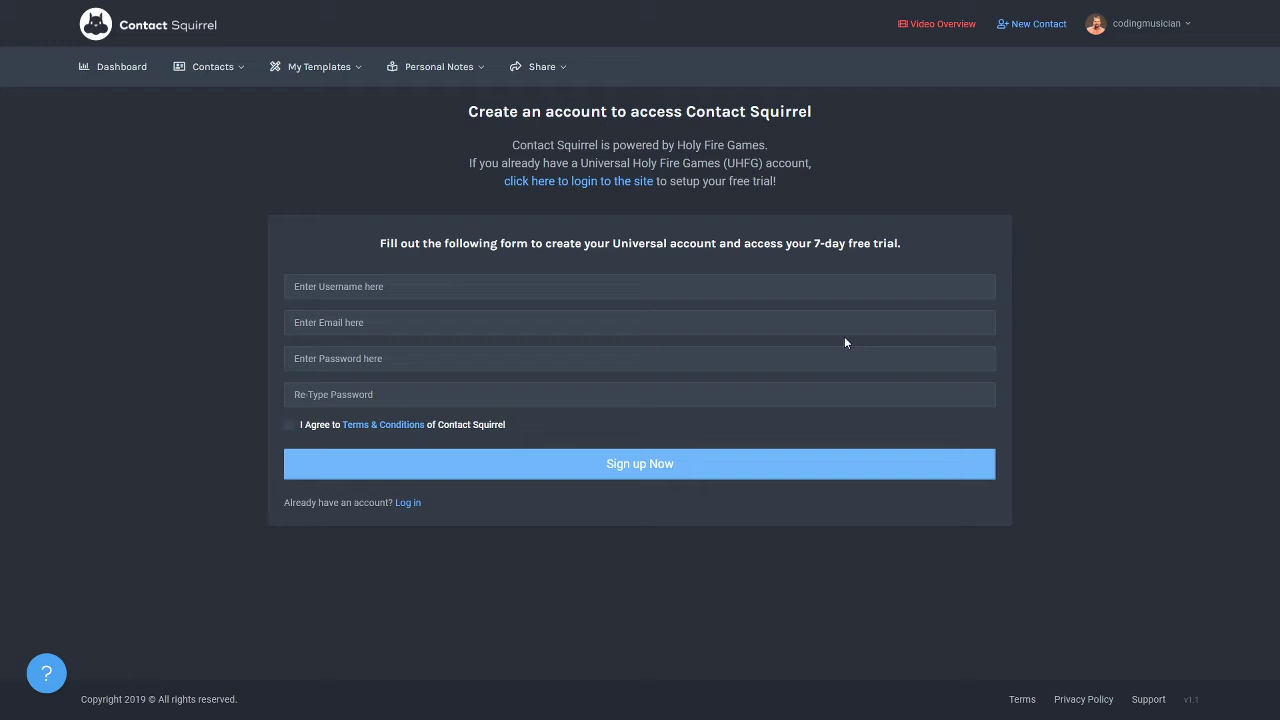 Contact Squirrel
Video Overview
New Contact
codingmusician
Dashboard
Contacts
My Templates
Personal Notes
Share
Create an account to access Contact Squirrel
Contact Squirrel is powered by Holy Fire Games.
If you already have a Universal Holy Fire Games (UHFG) account,
click here to login to the site to setup your free trial!
Fill out the following form to create your Universal account and access your 7-day free trial.
Enter Username here
Enter Email here
Enter Password here
Re-Type Password
I Agree to Terms & Conditions of Contact Squirrel
Sign up Now
Already have an account? Log in
?
Copyright 2019 © All rights reserved.
Terms
Privacy Policy
Support
v1.1